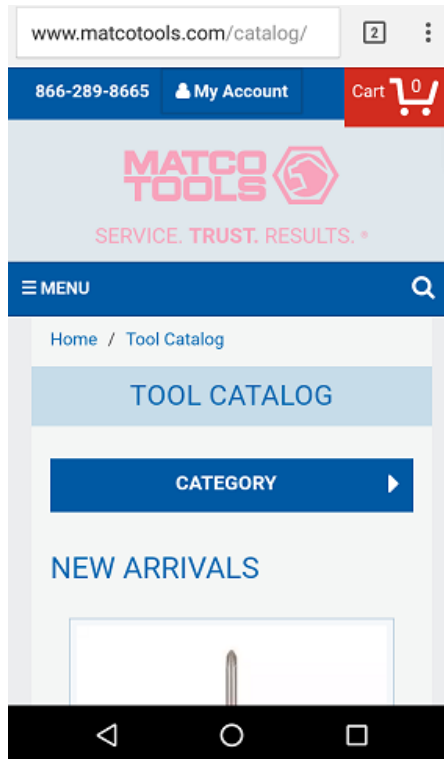 www.matcotools.com/catalog/ 2
866-289-8665 My Account Cart 0
MATCO
TOOLS
SERVICE. TRUST. RESULTS. ®
MENU
Home / Tool Catalog
TOOL CATALOG
CATEGORY
NEW ARRIVALS